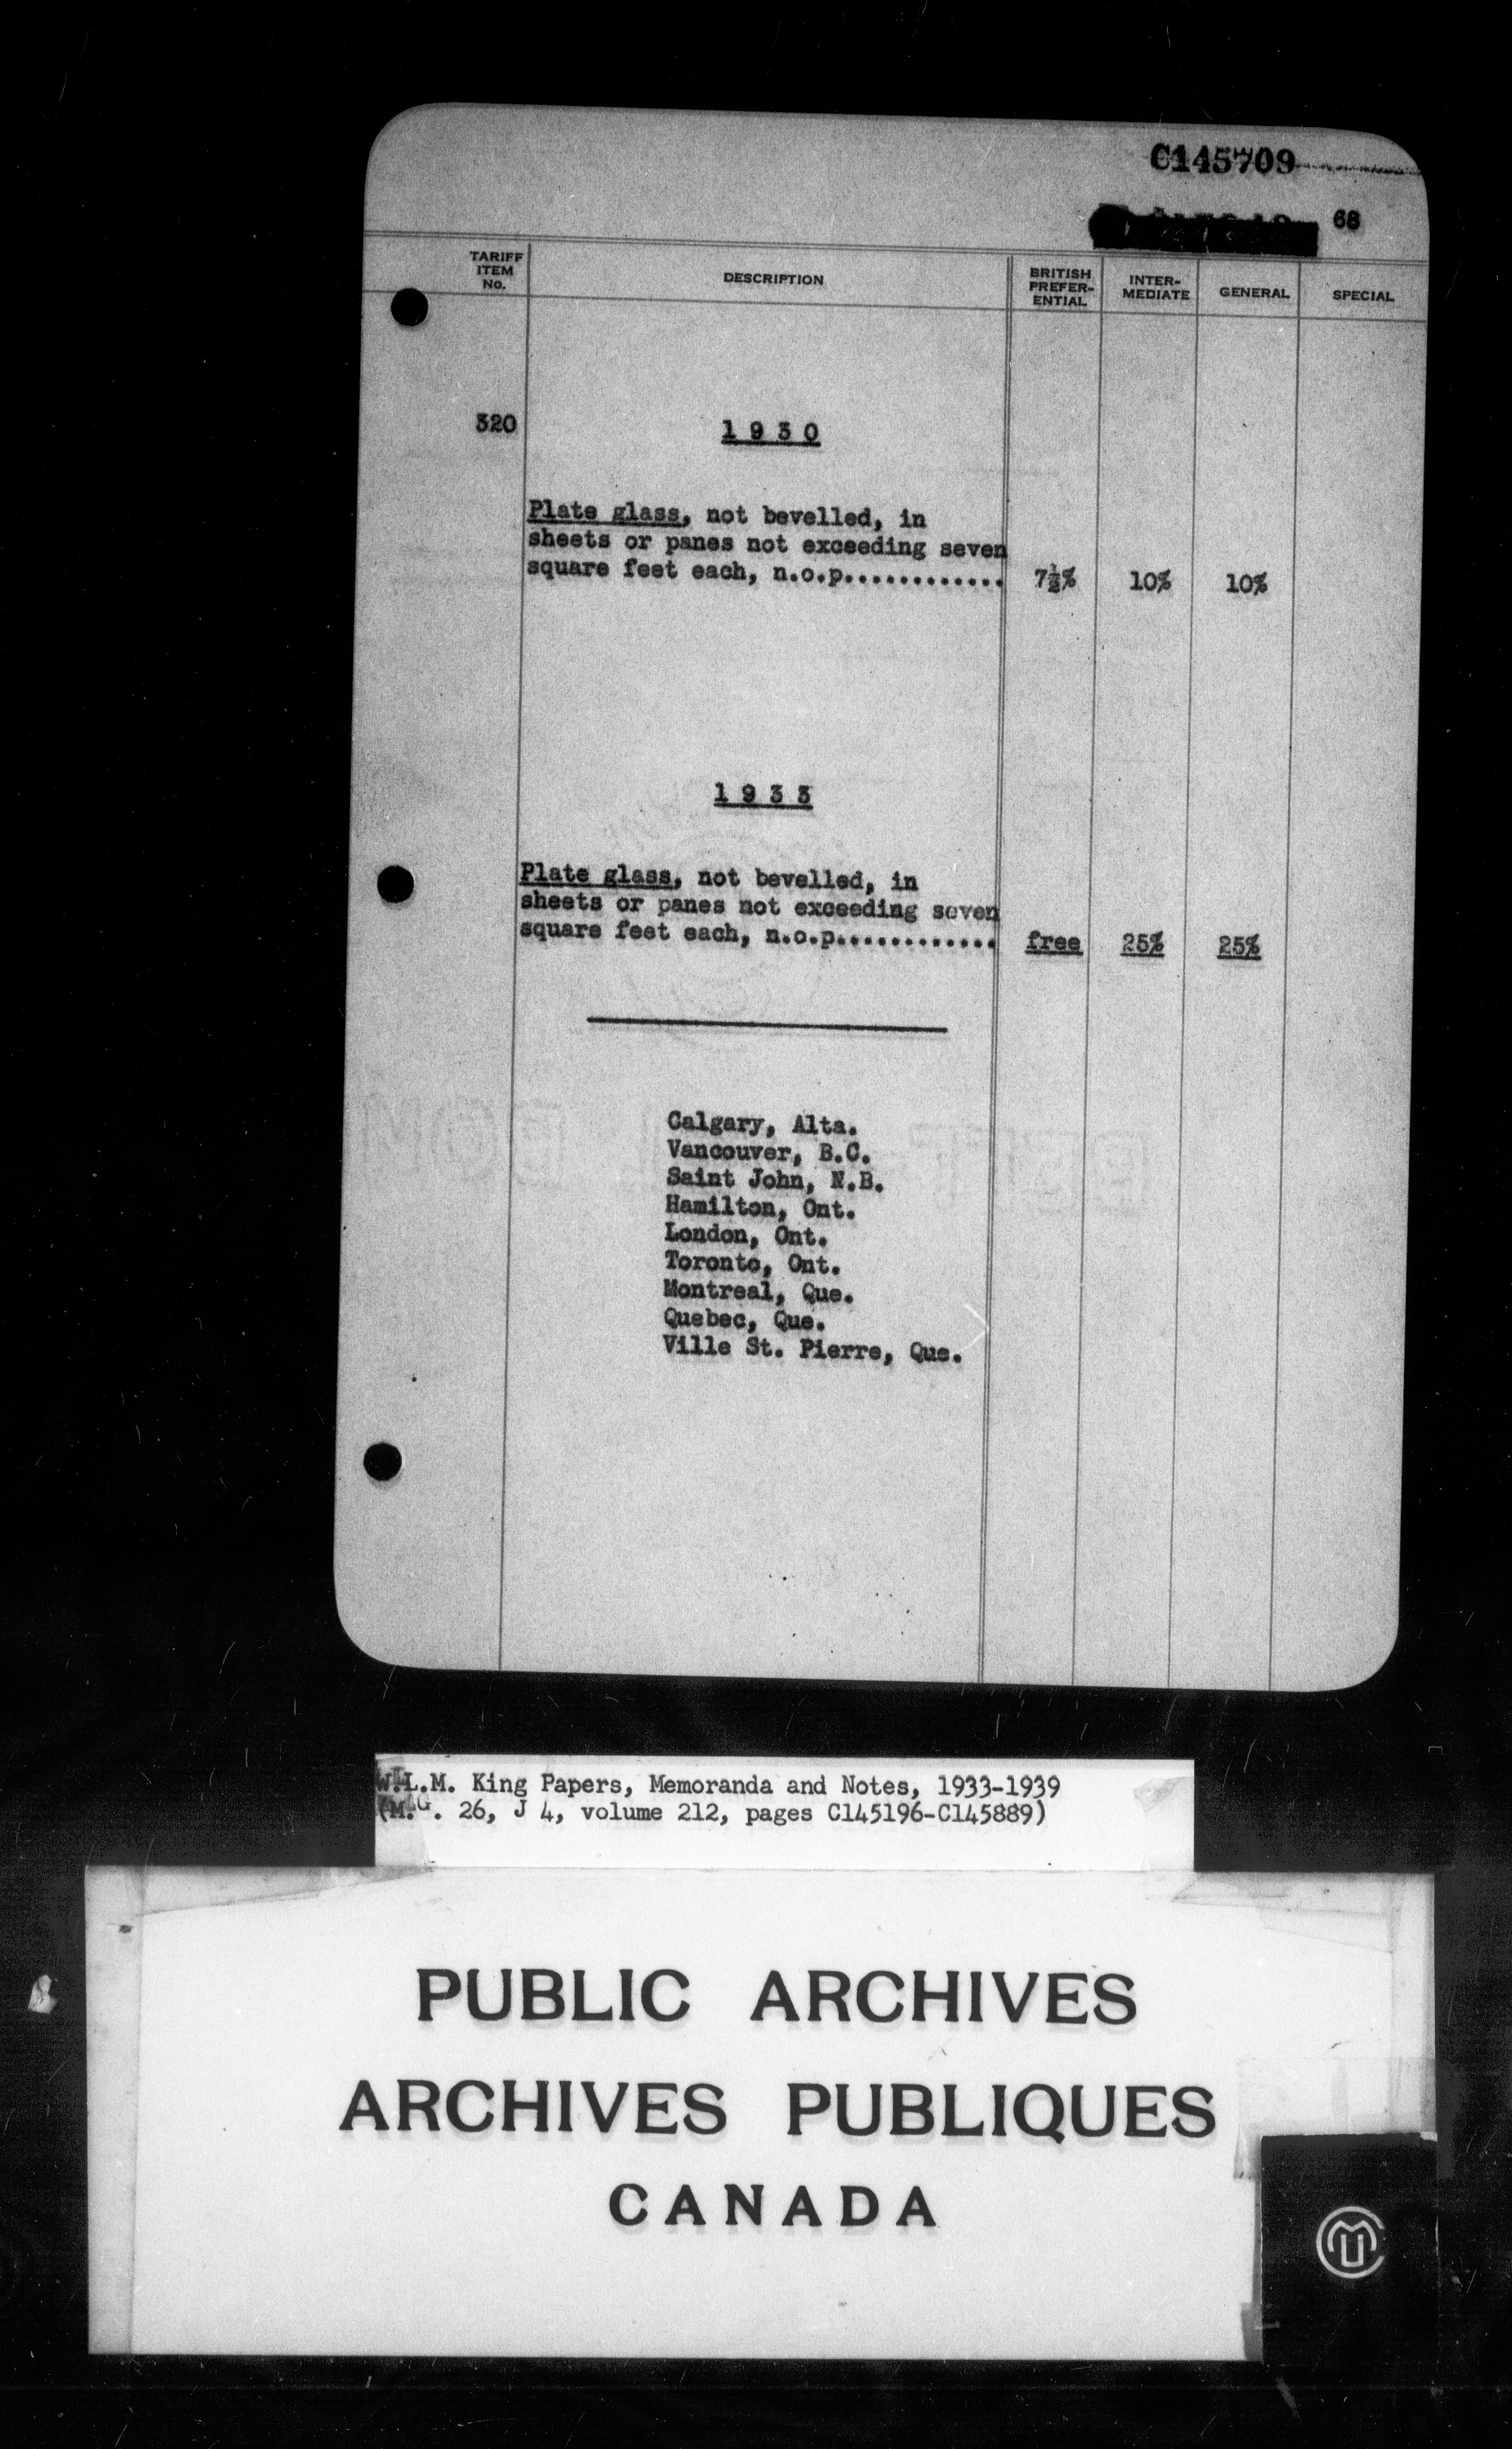 C145709
68
TARIFF ITEM No. DESCRIPTION BRITISH PREFER-ENTIAL INTER-MEDIATE GENERAL SPECIAL
320 1930
Plate glass, not bevelled, in
sheets or panes not exceeding seven
square feet each, n.o.p............. 7½% 10% 10%
1933
Plate glass, not bevelled, in
sheets or panes not exceeding seven
square feet each, n.o.p............. free 25% 25%
Calgary, Alta.
Vancouver, B.C.
Saint John, N.B.
Hamilton, Ont.
London, Ont.
Toronto, Ont.
Montreal, Que.
Quebec, Que.
Ville St. Pierre, Que.
W.L.M. King Papers, Memoranda and Notes, 1933-1939
(M.G. 26, J 4, volume 212, pages C145196-C145889)
PUBLIC ARCHIVES
ARCHIVES PUBLIQUES
CANADA